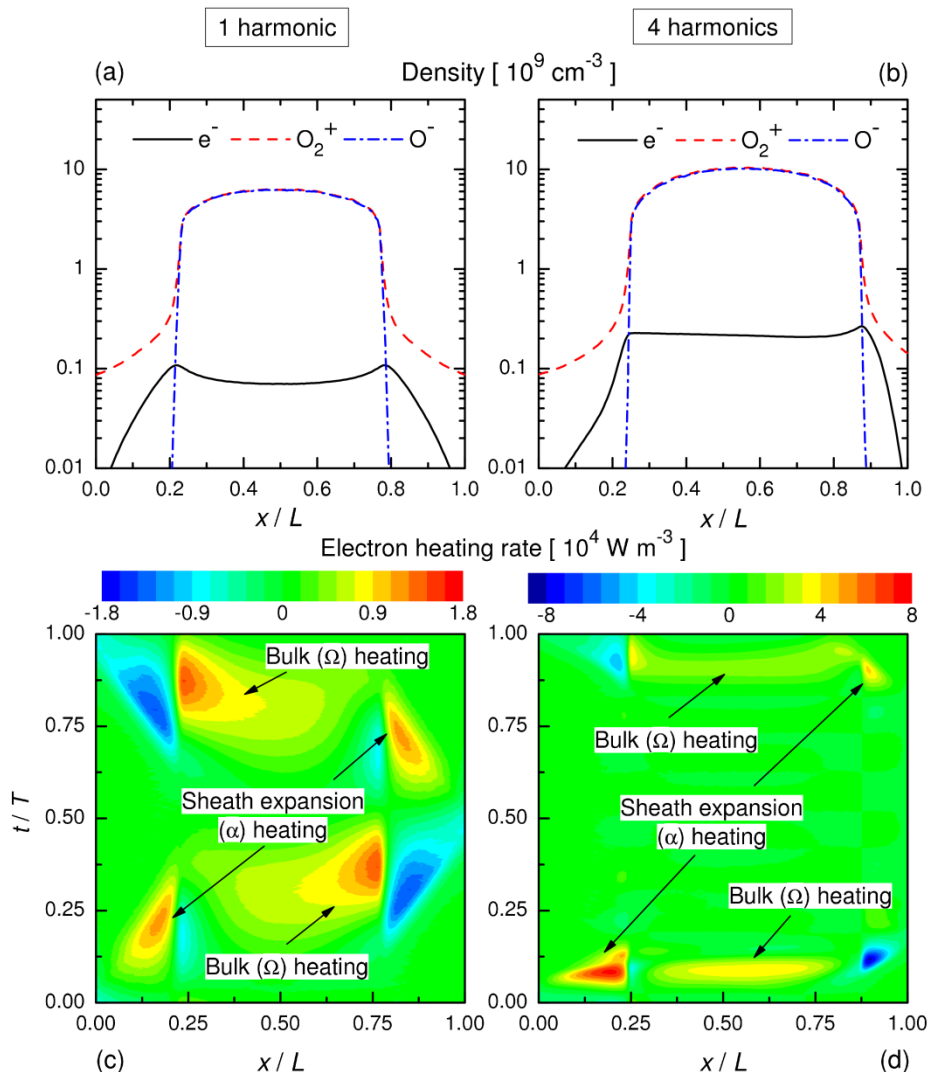 1 harmonic 4 harmonics
(a) Density [ 10⁹ cm⁻³ ] (b)
e⁻ O₂⁺ O⁻ e⁻ O₂⁺ O⁻
10 10
1 1
0.1 0.1
0.01 0.01
0.0 0.2 0.4 0.6 0.8 1.0 0.0 0.2 0.4 0.6 0.8 1.0
x / L x / L
Electron heating rate [ 10⁴ W m⁻³ ]
-1.8 -0.9 0 0.9 1.8 -8 -4 0 4 8
1.00 1.00
Bulk (Ω) heating
0.75 0.75
Bulk (Ω) heating
t / T
Sheath expansion
(α) heating
Sheath expansion
(α) heating
0.50 0.50
0.25 0.25
Bulk (Ω) heating
Bulk (Ω) heating
0.00 0.00
0.00 0.25 0.50 0.75 1.00 0.00 0.25 0.50 0.75 1.00
(c) x / L x / L (d)